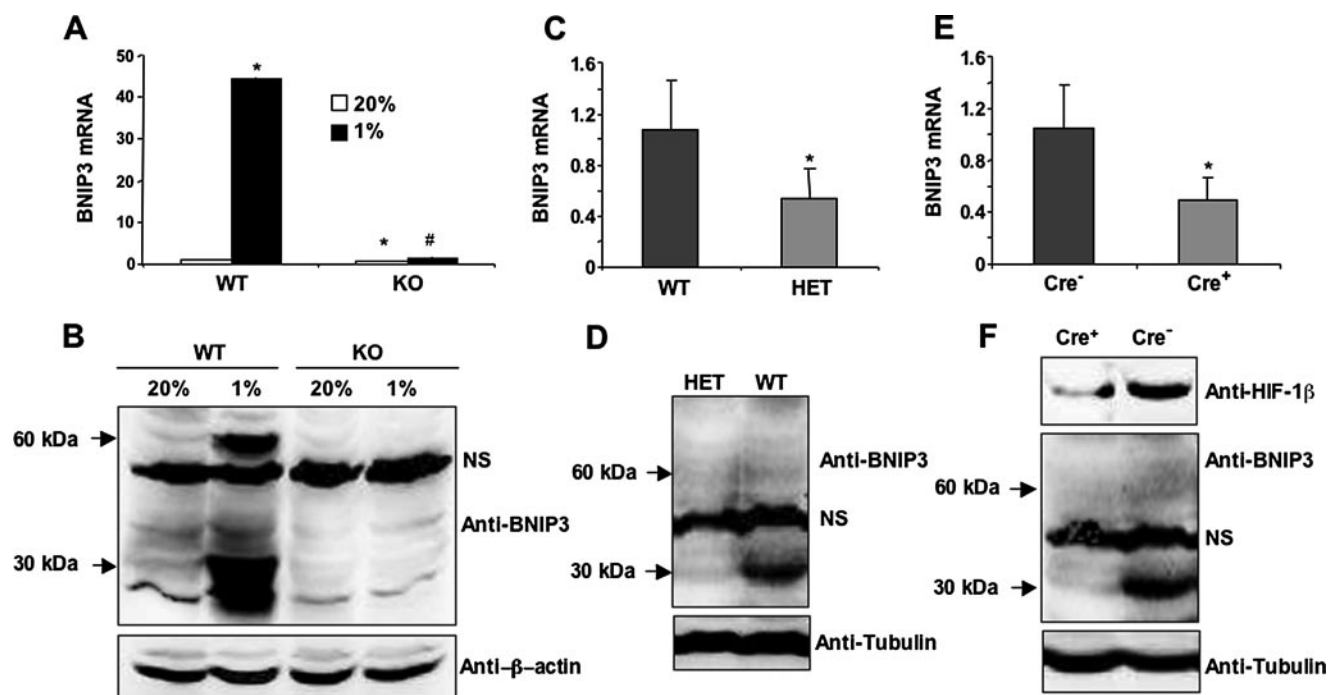 A
BNIP3 mRNA
50
40
30
20
10
0
*
* #
20%
1%
WT KO
B
WT KO
20% 1% 20% 1%
60 kDa
NS
Anti-BNIP3
30 kDa
Anti–β–actin
C
BNIP3 mRNA
1.6
1.2
0.8
0.4
0
*
WT HET
D
HET WT
Anti-BNIP3
60 kDa
NS
30 kDa
Anti-Tubulin
E
BNIP3 mRNA
1.6
1.2
0.8
0.4
0
*
Cre⁻ Cre⁺
F
Cre⁺ Cre⁻
Anti-HIF-1β
Anti-BNIP3
60 kDa
NS
30 kDa
Anti-Tubulin